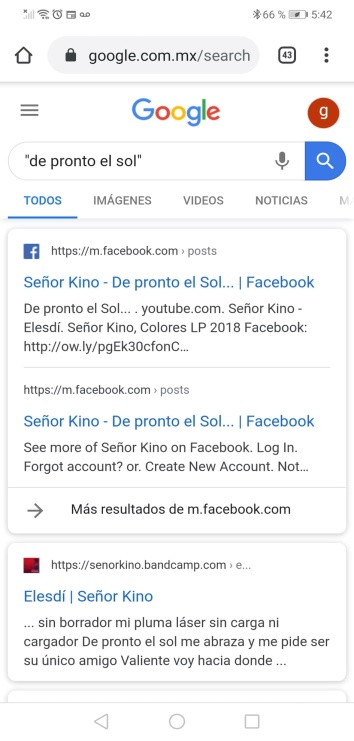 66 % 5:42
google.com.mx/search 43
Google g
"de pronto el sol"
TODOS IMÁGENES VIDEOS NOTICIAS
https://m.facebook.com › posts
Señor Kino - De pronto el Sol... | Facebook
De pronto el Sol... . youtube.com. Señor Kino -
Elesdí. Señor Kino, Colores LP 2018 Facebook:
http://ow.ly/pgEk30cfonC...
https://m.facebook.com › posts
Señor Kino - De pronto el Sol... | Facebook
See more of Señor Kino on Facebook. Log In.
Forgot account? or. Create New Account. Not...
Más resultados de m.facebook.com
https://senorkino.bandcamp.com › e...
Elesdí | Señor Kino
... sin borrador mi pluma láser sin carga ni
cargador De pronto el sol me abraza y me pide ser
su único amigo Valiente voy hacia donde ...